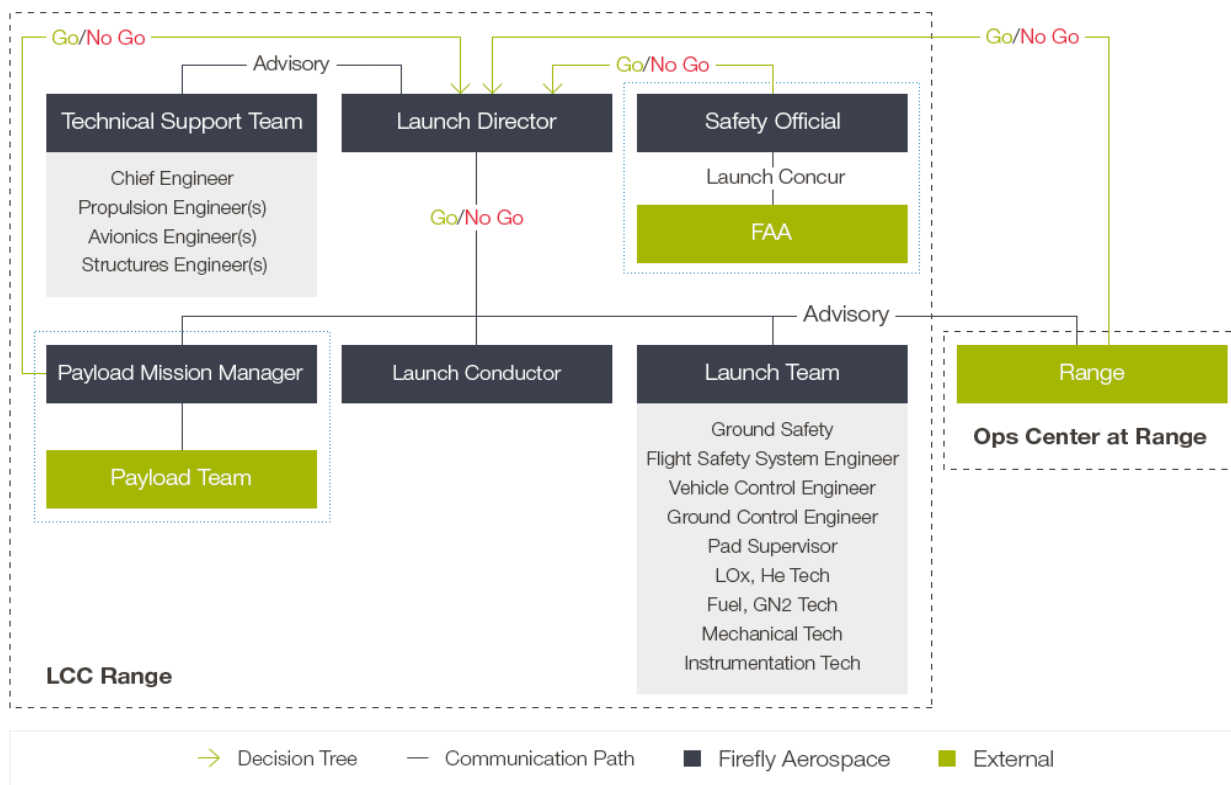 Go/No Go
Go/No Go
Advisory
Go/No Go
Technical Support Team
Launch Director
Safety Official
Chief Engineer
Propulsion Engineer(s)
Avionics Engineer(s)
Structures Engineer(s)
Launch Concur
Go/No Go
FAA
Advisory
Payload Mission Manager
Launch Conductor
Launch Team
Range
Ops Center at Range
Payload Team
Ground Safety
Flight Safety System Engineer
Vehicle Control Engineer
Ground Control Engineer
Pad Supervisor
LOx, He Tech
Fuel, GN2 Tech
Mechanical Tech
Instrumentation Tech
LCC Range
Decision Tree
Communication Path
Firefly Aerospace
External